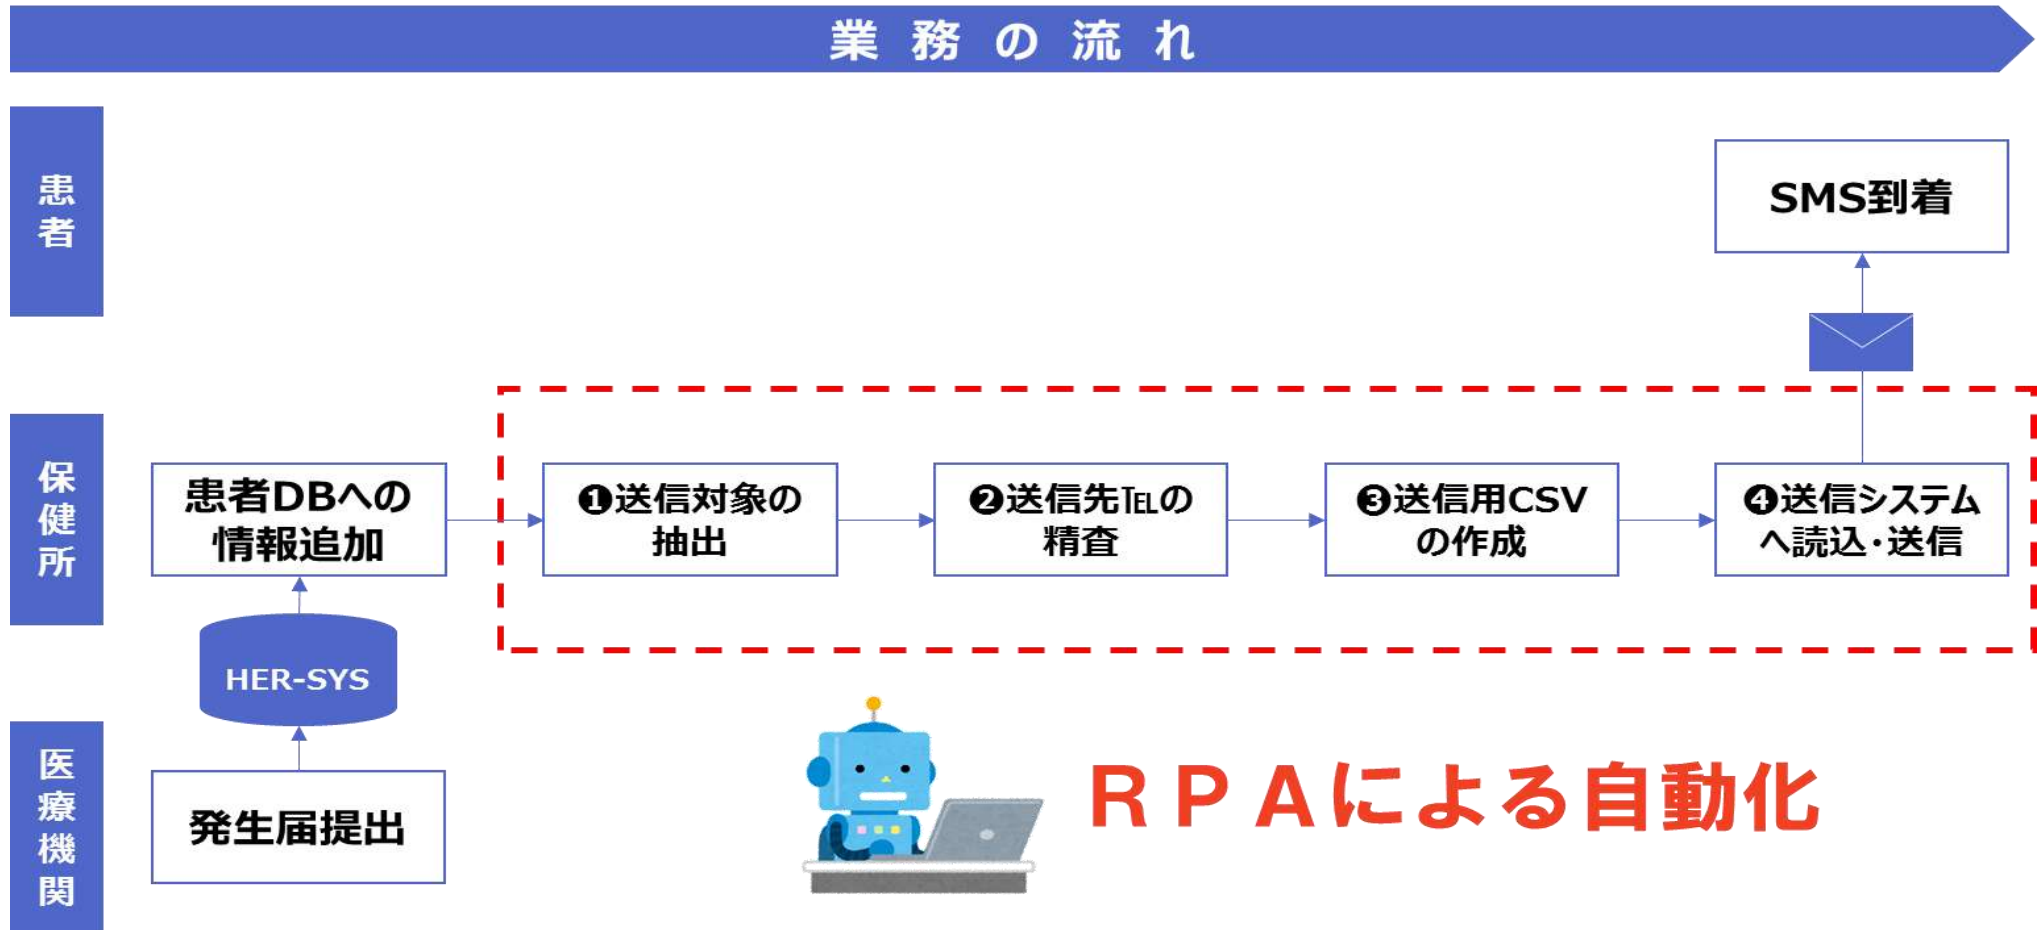 業務の流れ
患者
SMS到着
保健所
患者DBへの
情報追加
❶送信対象の
抽出
❷送信先℡の
精査
❸送信用CSV
の作成
❹送信システム
へ読込・送信
HER-SYS
医療機関
発生届提出
ＲＰＡによる自動化